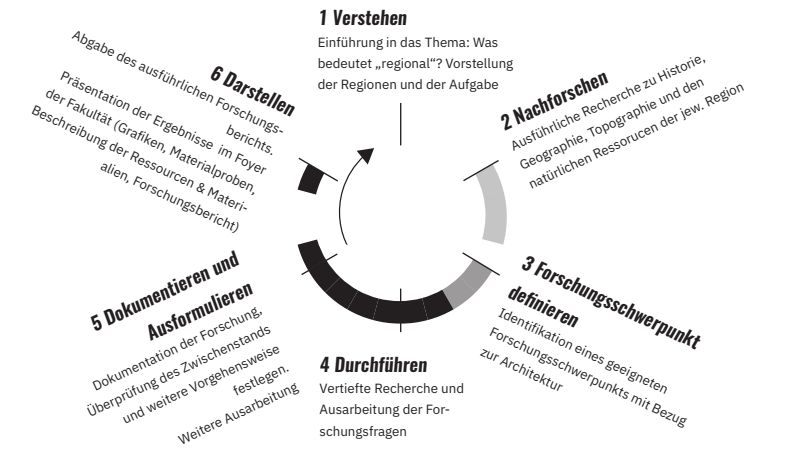 1 Verstehen
Einführung in das Thema: Was
bedeutet „regional“? Vorstellung
der Regionen und der Aufgabe
2 Nachforschen
Ausführliche Recherche zu Historie,
Geographie, Topographie und den
natürlichen Ressorucen der jew. Region
3 Forschungsschwerpunkt
definieren
Identifikation eines geeigneten
Forschungsschwerpunkts mit Bezug
zur Architektur
4 Durchführen
Vertiefte Recherche und
Ausarbeitung der For-
schungsfragen
5 Dokumentieren und
Ausformulieren
Dokumentation der Forschung,
Überprüfung des Zwischenstands
und weitere Vorgehensweise
festlegen.
Weitere Ausarbeitung
6 Darstellen
Abgabe des ausführlichen Forschungs-
berichts.
Präsentation der Ergebnisse im Foyer
der Fakultät (Grafiken, Materialproben,
Beschreibung der Ressourcen & Materi-
alien, Forschungsbericht)